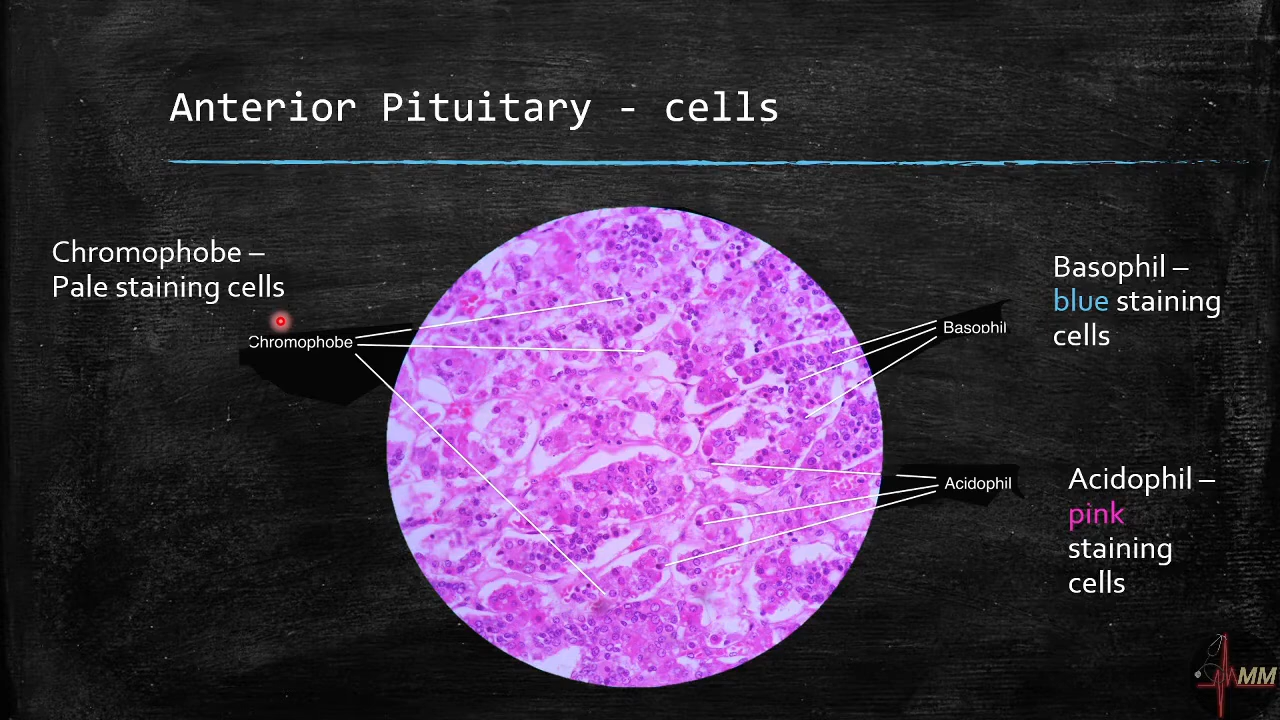 Anterior Pituitary - cells
Chromophobe –
Pale staining cells
Chromophobe
Basophil –
blue staining
cells
Basophil
Acidophil
Acidophil –
pink
staining
cells
MM